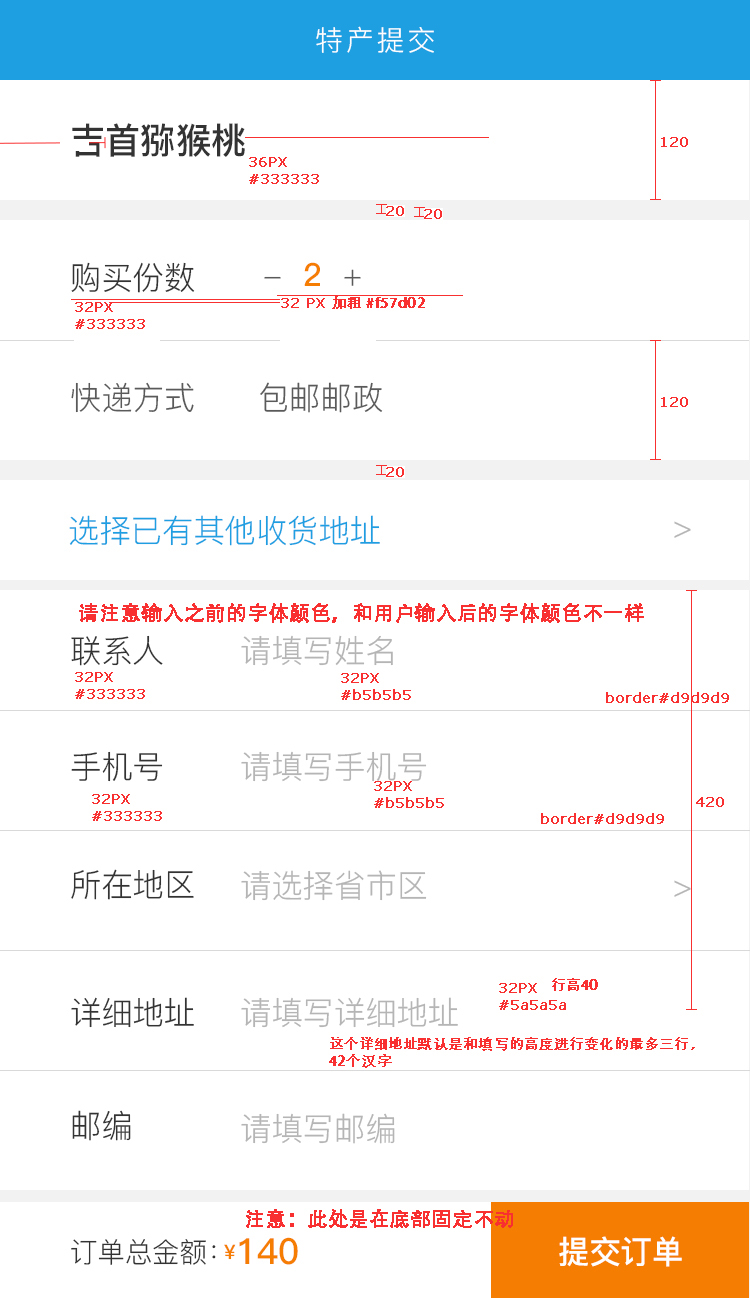 特产提交
吉首猕猴桃
120
36PX
#333333
20 20
购买份数 - 2 +
32PX
#333333
32 PX 加粗 #f57d02
快递方式 包邮邮政
120
20
选择已有其他收货地址 >
请注意输入之前的字体颜色，和用户输入后的字体颜色不一样
联系人 请填写姓名
32PX
#333333
32PX
#b5b5b5
border#d9d9d9
手机号 请填写手机号
32PX
#333333
32PX
#b5b5b5
border#d9d9d9
420
所在地区 请选择省市区 >
详细地址 请填写详细地址
32PX 行高40
#5a5a5a
这个详细地址默认是和填写的高度进行变化的最多三行，
42个汉字
邮编 请填写邮编
注意：此处是在底部固定不动
订单总金额:¥140
提交订单